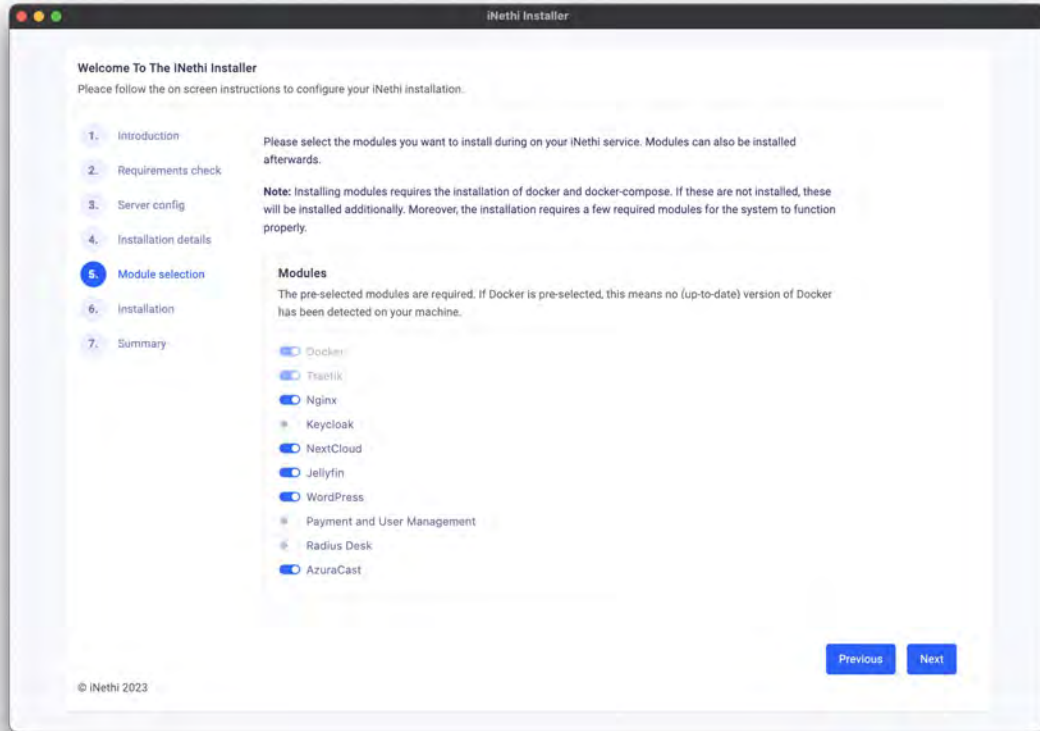 iNethi Installer
Welcome To The iNethi Installer
Pleace follow the on screen instructions to configure your iNethi installation.
1. Introduction
2. Requirements check
3. Server config
4. Installation details
5. Module selection
6. Installation
7. Summary
Please select the modules you want to install during on your iNethi service. Modules can also be installed
afterwards.
Note: Installing modules requires the installation of docker and docker-compose. If these are not installed, these
will be installed additionally. Moreover, the installation requires a few required modules for the system to function
properly.
Modules
The pre-selected modules are required. If Docker is pre-selected, this means no (up-to-date) version of Docker
has been detected on your machine.
Docker
Traefik
Nginx
Keycloak
NextCloud
Jellyfin
WordPress
Payment and User Management
Radius Desk
AzuraCast
Previous
Next
© iNethi 2023